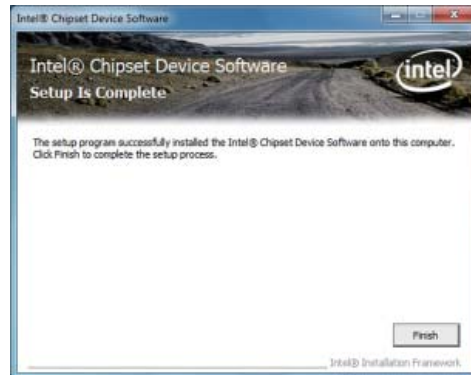 Intel® Chipset Device Software
Intel® Chipset Device Software
Setup Is Complete
intel
The setup program successfully installed the Intel® Chipset Device Software onto this computer.
Click Finish to complete the setup process.
Finish
Intel® Installation Framework